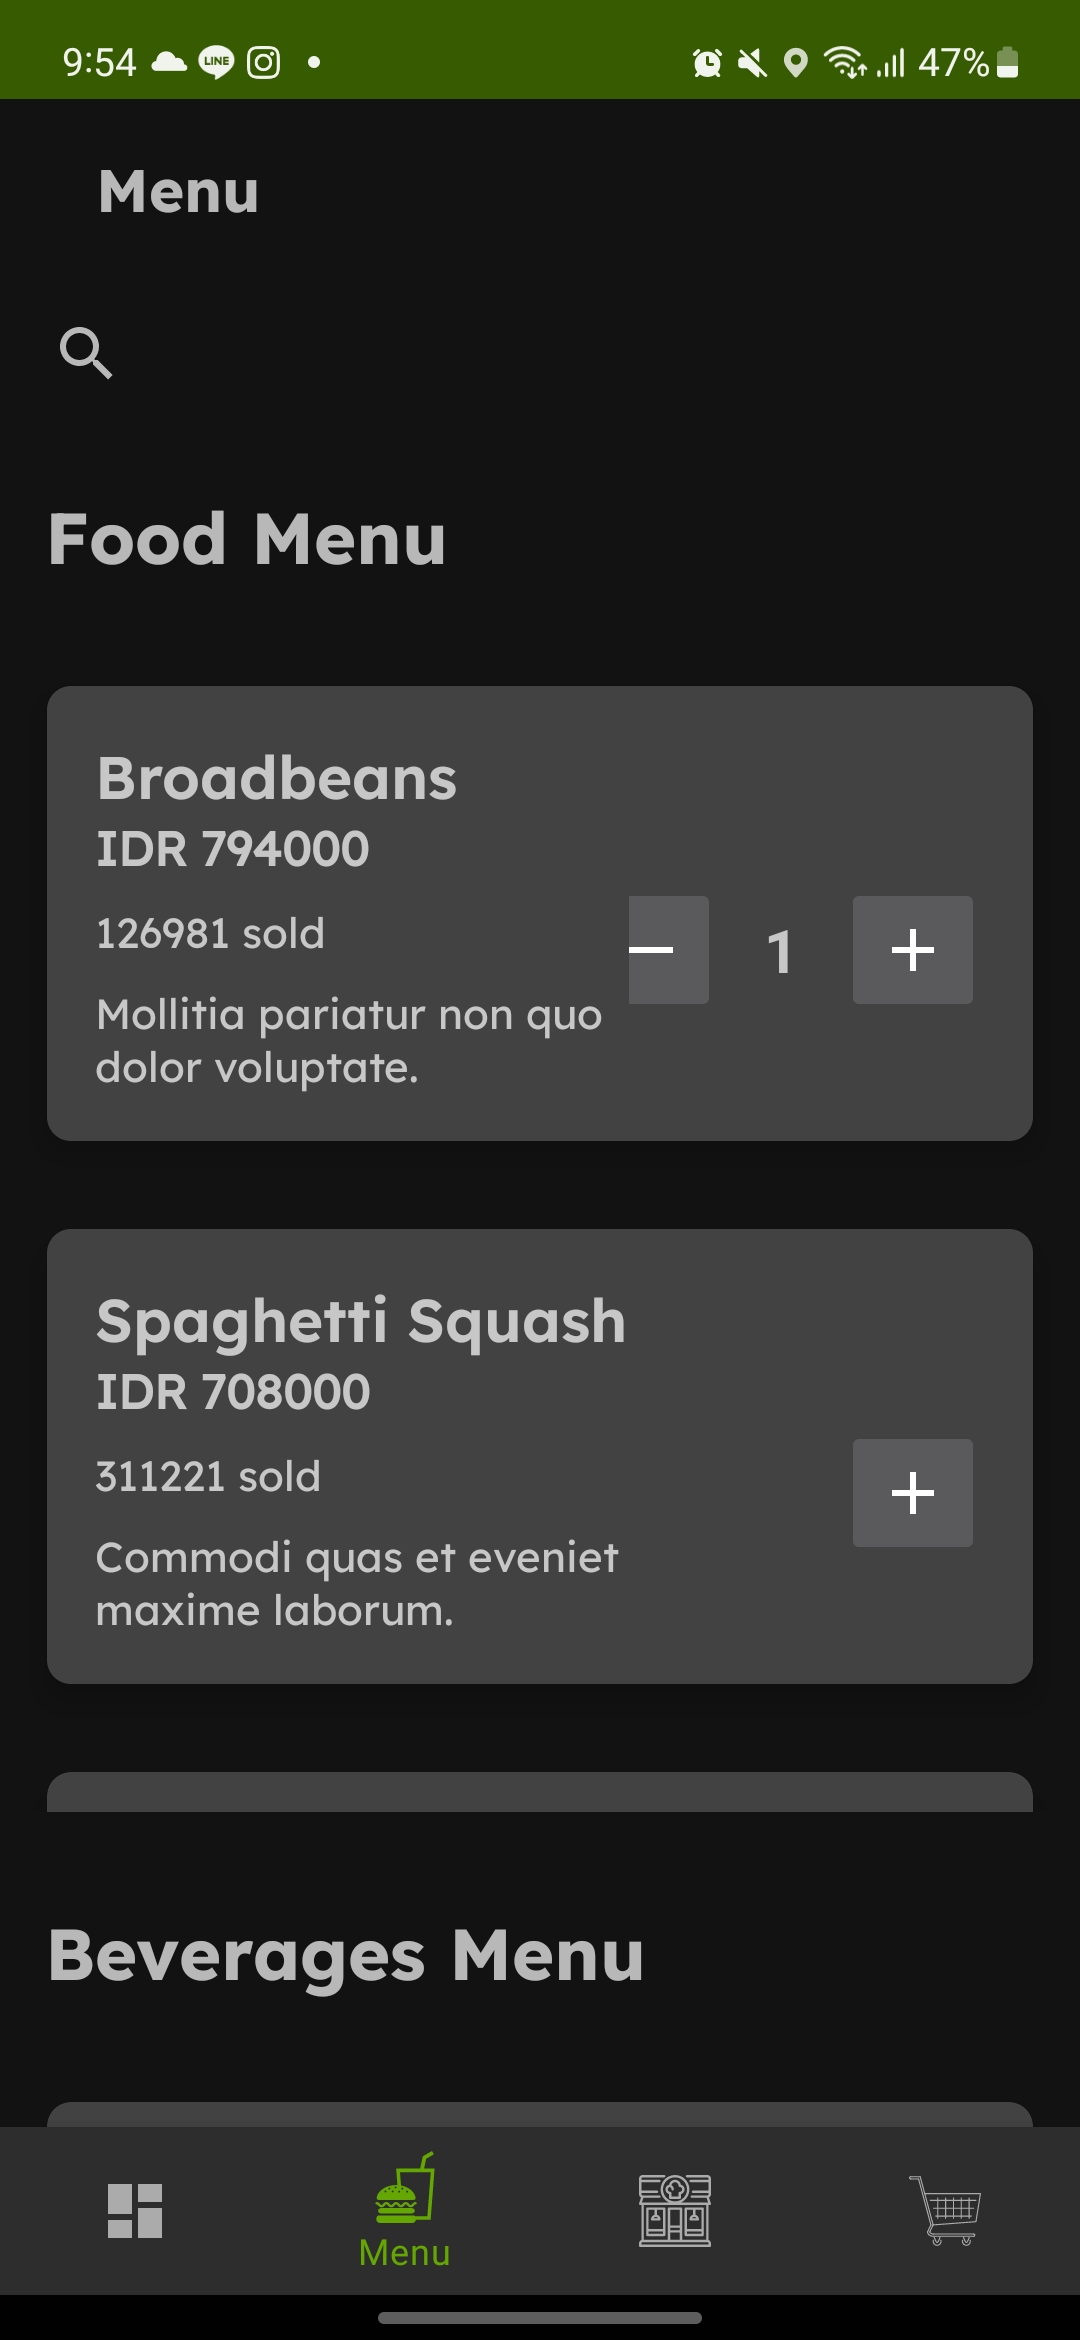 9:54
LINE
47%
Menu
Food Menu
Broadbeans
IDR 794000
126981 sold
1
Mollitia pariatur non quo
dolor voluptate.
Spaghetti Squash
IDR 708000
311221 sold
Commodi quas et eveniet
maxime laborum.
Beverages Menu
Menu